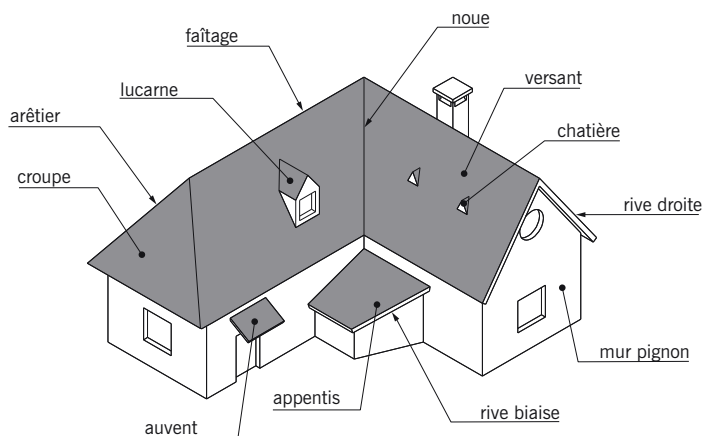 noue
faîtage
versant
lucarne
arêtier
chatière
croupe
rive droite
mur pignon
appentis
rive biaise
auvent